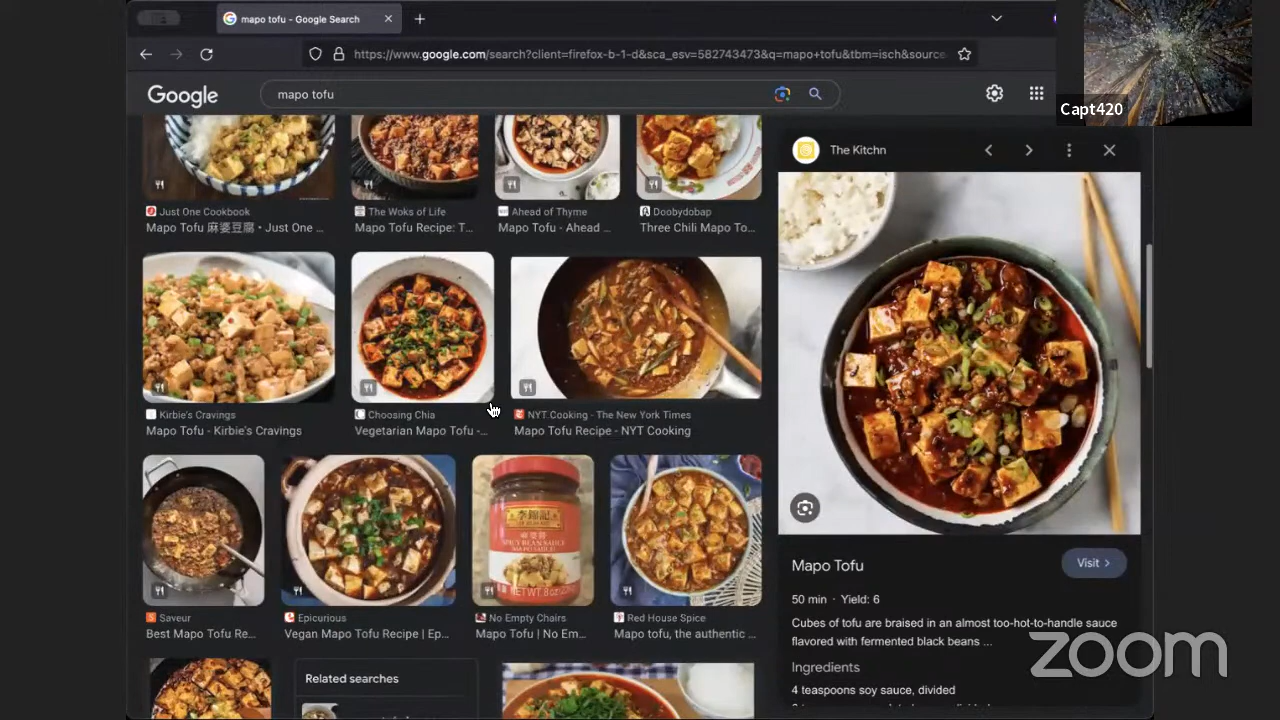 mapo tofu - Google Search
https://www.google.com/search?client=firefox-b-1-d&sca_esv=582743473&q=mapo+tofu&tbm=isch&source
Capt420
Google
mapo tofu
Just One Cookbook
Mapo Tofu 麻婆豆腐 • Just One ...
The Woks of Life
Mapo Tofu Recipe: T...
Ahead of Thyme
Mapo Tofu - Ahead ...
Doobydobap
Three Chili Mapo To...
Kirbie's Cravings
Mapo Tofu - Kirbie's Cravings
Choosing Chia
Vegetarian Mapo Tofu -...
NYT Cooking - The New York Times
Mapo Tofu Recipe - NYT Cooking
李錦記
SPICY BEAN SAUCE
Saveur
Best Mapo Tofu Re...
Epicurious
Vegan Mapo Tofu Recipe | Ep...
No Empty Chairs
Mapo Tofu | No Em...
Red House Spice
Mapo tofu, the authentic ...
Related searches
The Kitchn
Mapo Tofu
Visit
50 min · Yield: 6
Cubes of tofu are braised in an almost too-hot-to-handle sauce
flavored with fermented black beans ...
Ingredients
4 teaspoons soy sauce, divided
zoom